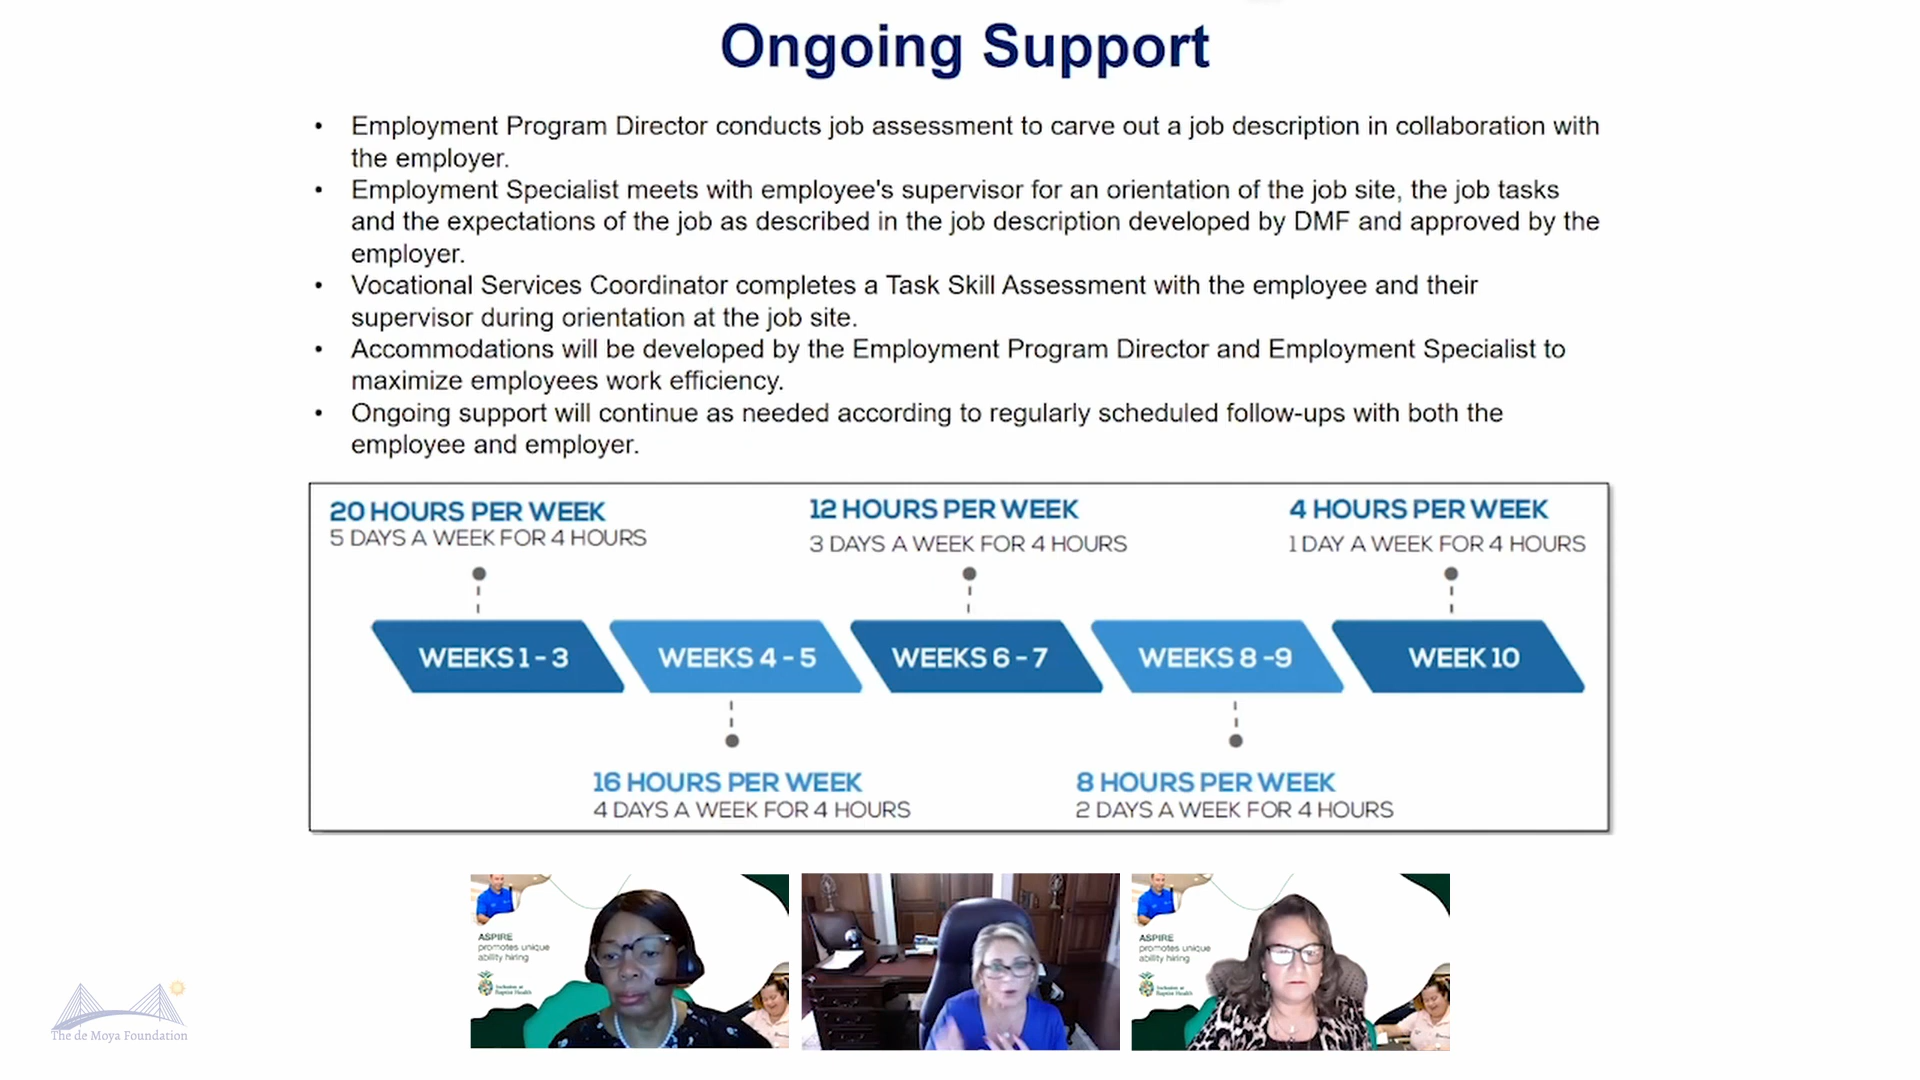 Ongoing Support
• Employment Program Director conducts job assessment to carve out a job description in collaboration with
the employer.
• Employment Specialist meets with employee's supervisor for an orientation of the job site, the job tasks
and the expectations of the job as described in the job description developed by DMF and approved by the
employer.
• Vocational Services Coordinator completes a Task Skill Assessment with the employee and their
supervisor during orientation at the job site.
• Accommodations will be developed by the Employment Program Director and Employment Specialist to
maximize employees work efficiency.
• Ongoing support will continue as needed according to regularly scheduled follow-ups with both the
employee and employer.
20 HOURS PER WEEK
5 DAYS A WEEK FOR 4 HOURS
12 HOURS PER WEEK
3 DAYS A WEEK FOR 4 HOURS
4 HOURS PER WEEK
1 DAY A WEEK FOR 4 HOURS
WEEKS 1 - 3
WEEKS 4 - 5
WEEKS 6 - 7
WEEKS 8 -9
WEEK 10
16 HOURS PER WEEK
4 DAYS A WEEK FOR 4 HOURS
8 HOURS PER WEEK
2 DAYS A WEEK FOR 4 HOURS
ASPIRE
promotes unique
ability hiring
Inclusion at
Baptist Health
ASPIRE
promotes unique
ability hiring
Inclusion at
Baptist Health
The de Moya Foundation